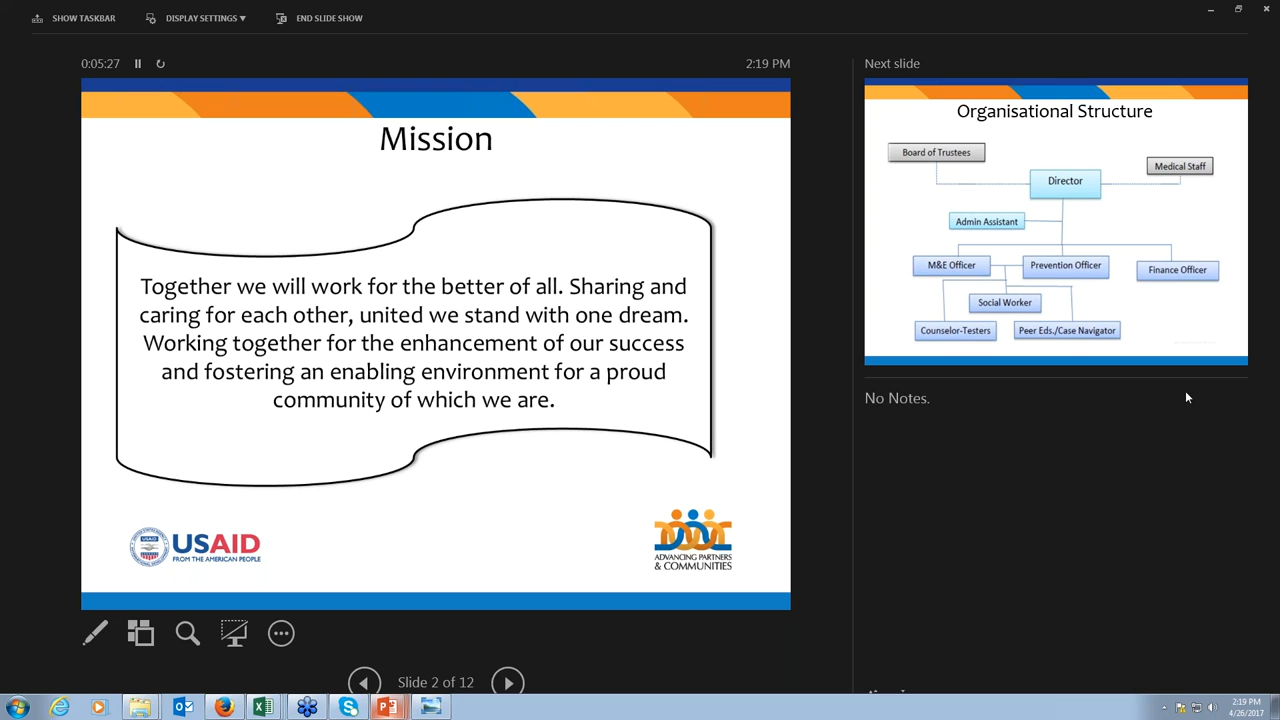 SHOW TASKBAR
DISPLAY SETTINGS ▼
END SLIDE SHOW
0:05:27
2:19 PM
Mission
Together we will work for the better of all. Sharing and
caring for each other, united we stand with one dream.
Working together for the enhancement of our success
and fostering an enabling environment for a proud
community of which we are.
USAID
FROM THE AMERICAN PEOPLE
ADVANCING PARTNERS
& COMMUNITIES
Slide 2 of 12
Next slide
Organisational Structure
Board of Trustees
Medical Staff
Director
Admin Assistant
M&E Officer
Prevention Officer
Finance Officer
Social Worker
Counselor-Testers
Peer Eds./Case Navigator
No Notes.
2:19 PM
4/26/2017